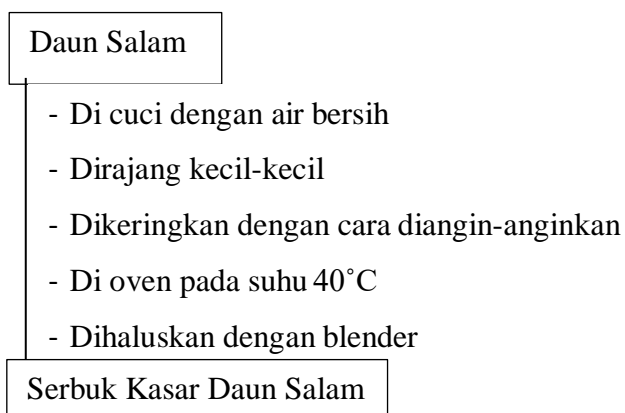 Daun Salam
- Di cuci dengan air bersih
- Dirajang kecil-kecil
- Dikeringkan dengan cara diangin-anginkan
- Di oven pada suhu 40˚C
- Dihaluskan dengan blender
Serbuk Kasar Daun Salam